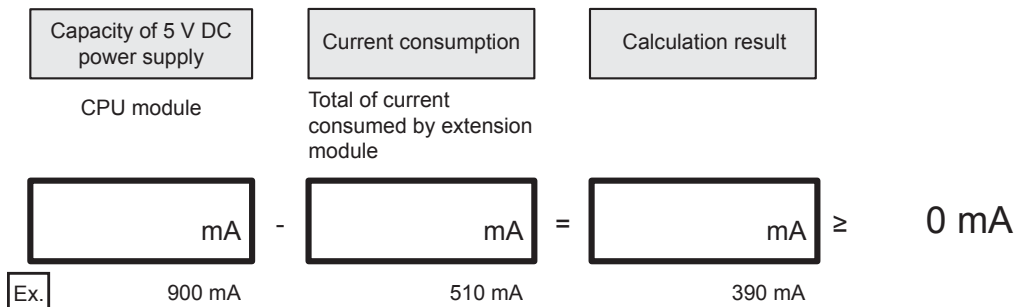 Capacity of 5 V DC
power supply
Current consumption
Calculation result
CPU module
Total of current
consumed by extension
module
mA - mA = mA ≥ 0 mA
Ex. 900 mA 510 mA 390 mA